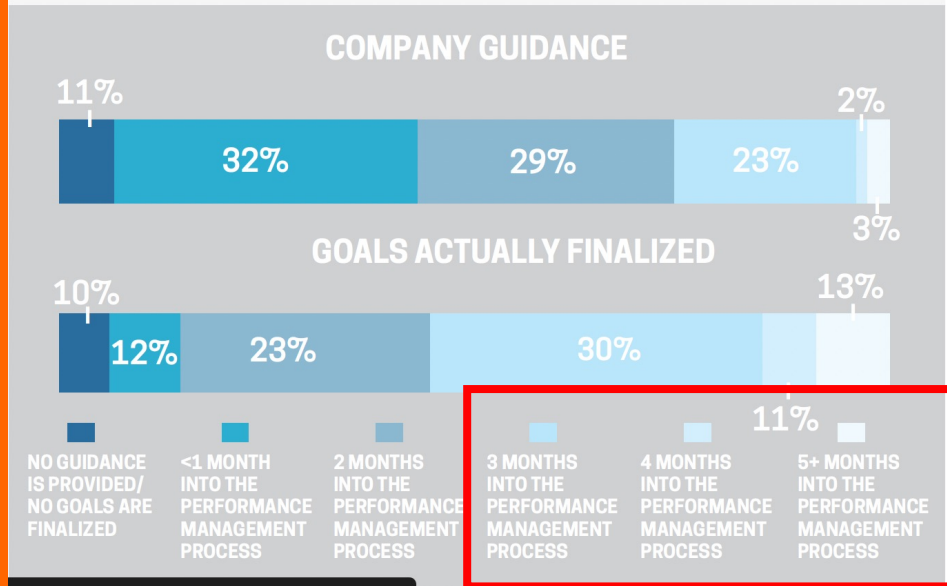 COMPANY GUIDANCE
11%
2%
32%
29%
23%
3%
GOALS ACTUALLY FINALIZED
10%
13%
12%
23%
30%
11%
NO GUIDANCE
IS PROVIDED/
NO GOALS ARE
FINALIZED
<1 MONTH
INTO THE
PERFORMANCE
MANAGEMENT
PROCESS
2 MONTHS
INTO THE
PERFORMANCE
MANAGEMENT
PROCESS
3 MONTHS
INTO THE
PERFORMANCE
MANAGEMENT
PROCESS
4 MONTHS
INTO THE
PERFORMANCE
MANAGEMENT
PROCESS
5+ MONTHS
INTO THE
PERFORMANCE
MANAGEMENT
PROCESS